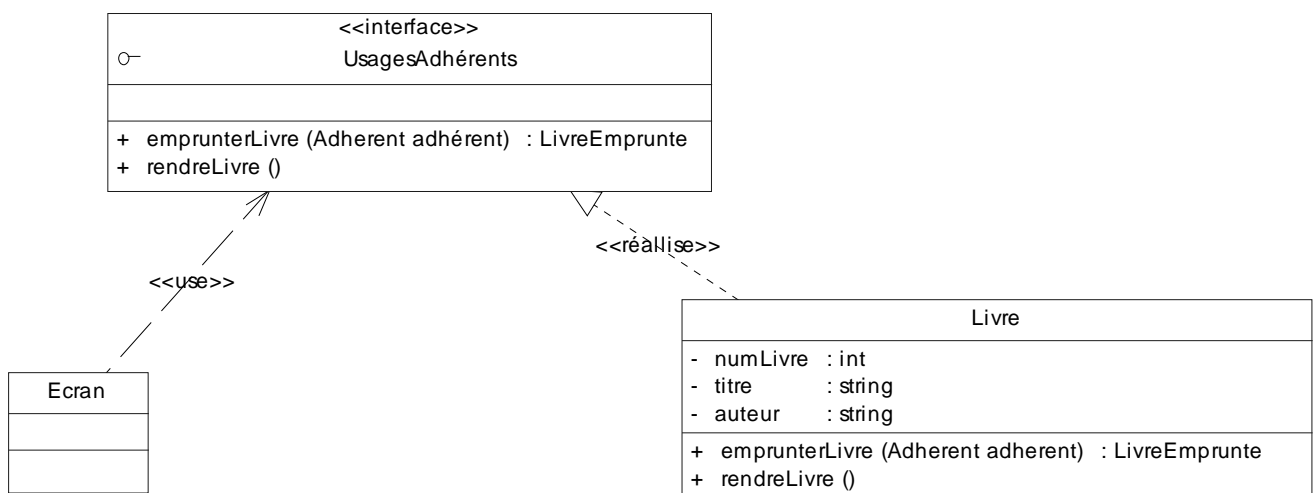 <<interface>>
UsagesAdhérents
+ emprunterLivre (Adherent adhérent) : LivreEmprunte
+ rendreLivre ()
<<réallise>>
<<use>>
Livre
- numLivre : int
- titre : string
- auteur : string
+ emprunterLivre (Adherent adherent) : LivreEmprunte
+ rendreLivre ()
Ecran